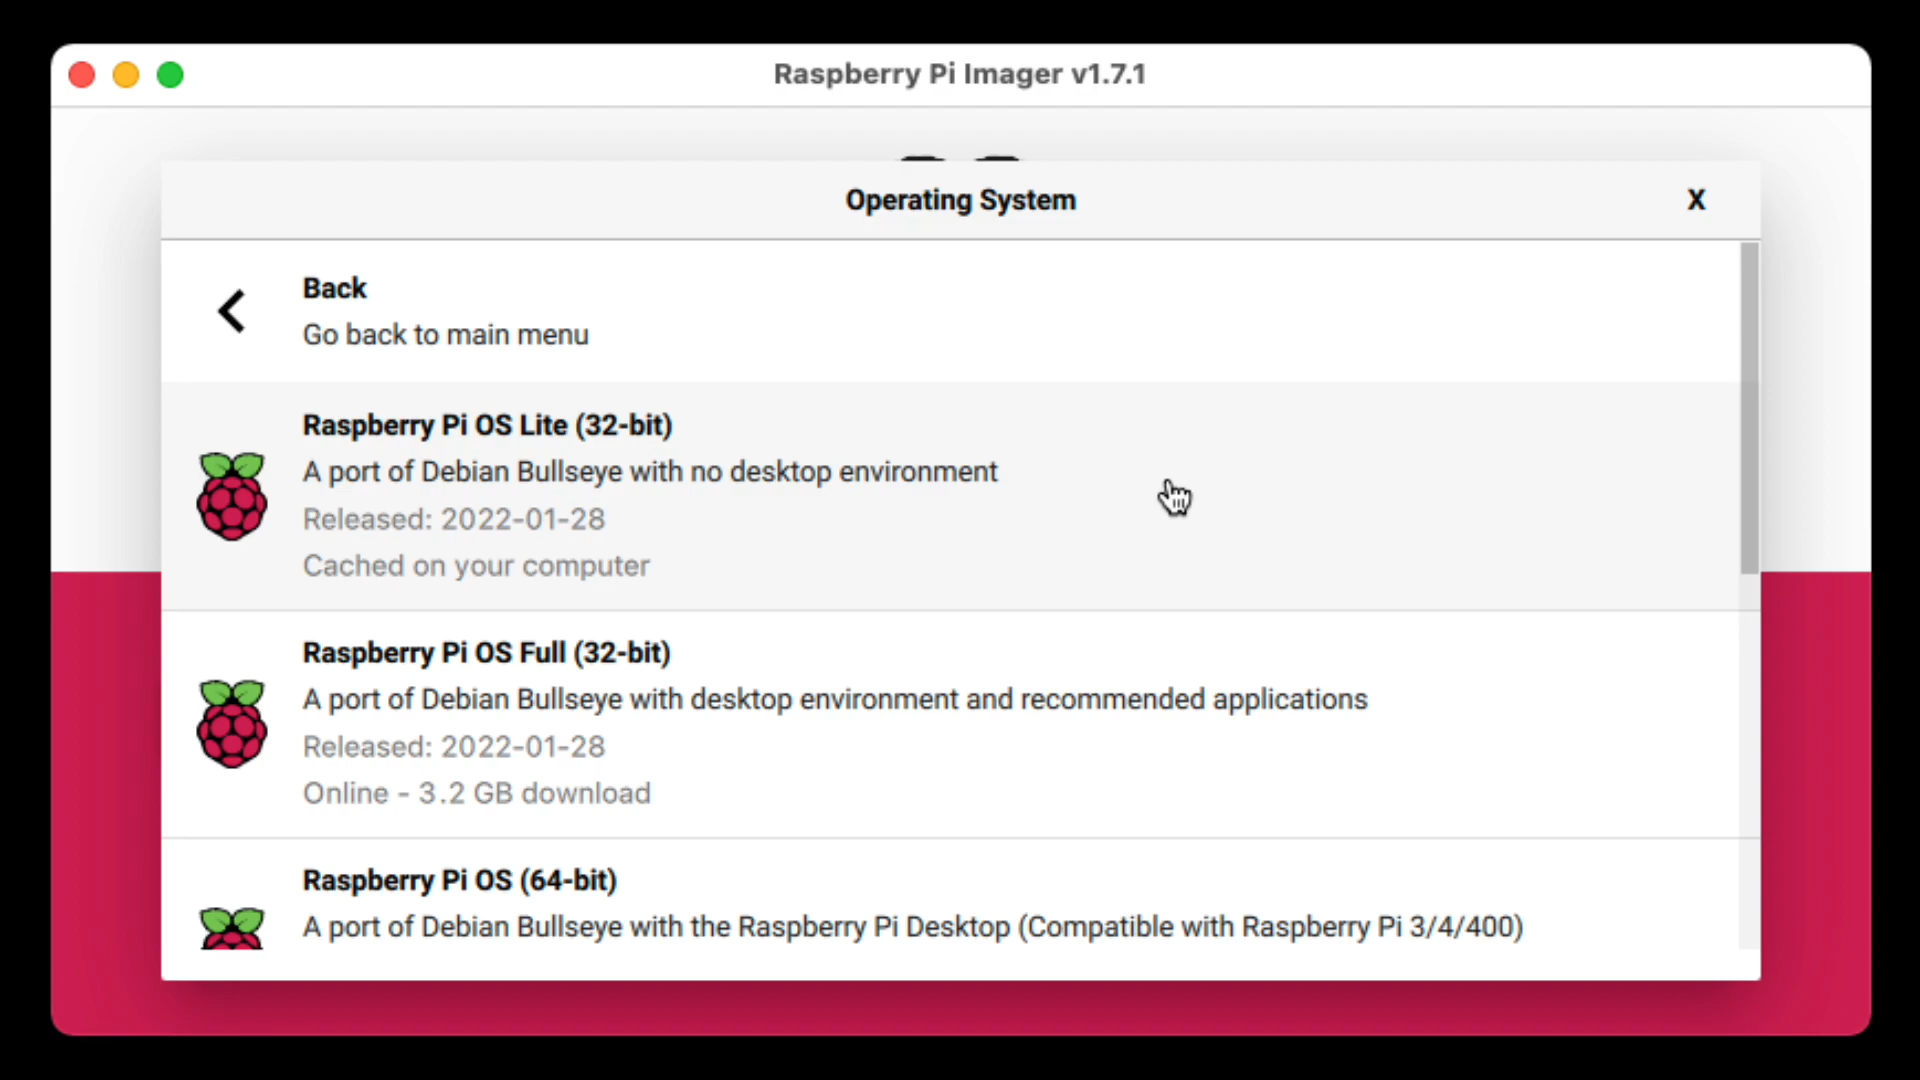 Raspberry Pi Imager v1.7.1
Operating System
X
Back
Go back to main menu
Raspberry Pi OS Lite (32-bit)
A port of Debian Bullseye with no desktop environment
Released: 2022-01-28
Cached on your computer
Raspberry Pi OS Full (32-bit)
A port of Debian Bullseye with desktop environment and recommended applications
Released: 2022-01-28
Online - 3.2 GB download
Raspberry Pi OS (64-bit)
A port of Debian Bullseye with the Raspberry Pi Desktop (Compatible with Raspberry Pi 3/4/400)